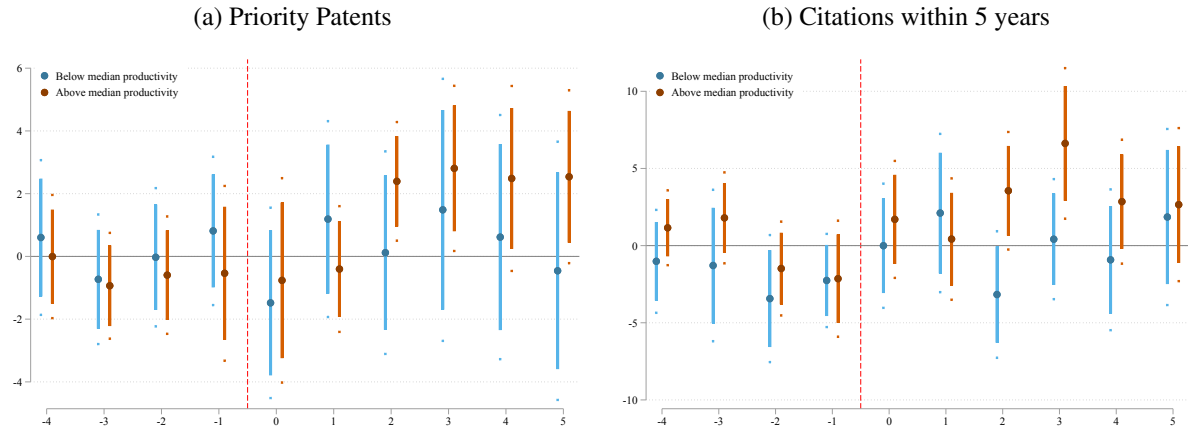 (a) Priority Patents
Below median productivity
Above median productivity
6
4
2
0
-2
-4
-4 -3 -2 -1 0 1 2 3 4 5
(b) Citations within 5 years
Below median productivity
Above median productivity
10
5
0
-5
-10
-4 -3 -2 -1 0 1 2 3 4 5